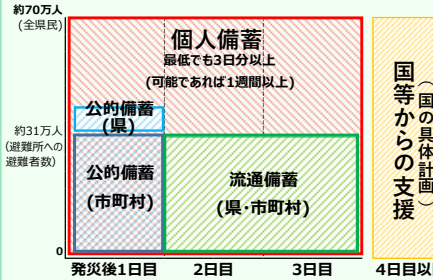 約70万人
(全県民)
個人備蓄
最低でも3日分以上
(可能であれば1週間以上)
公的備蓄
(県)
約31万人
(避難所への
避難者数)
公的備蓄
(市町村)
流通備蓄
(県・市町村)
国等からの支援
(国の具体計画)
0
発災後1日目
2日目
3日目
4日目以